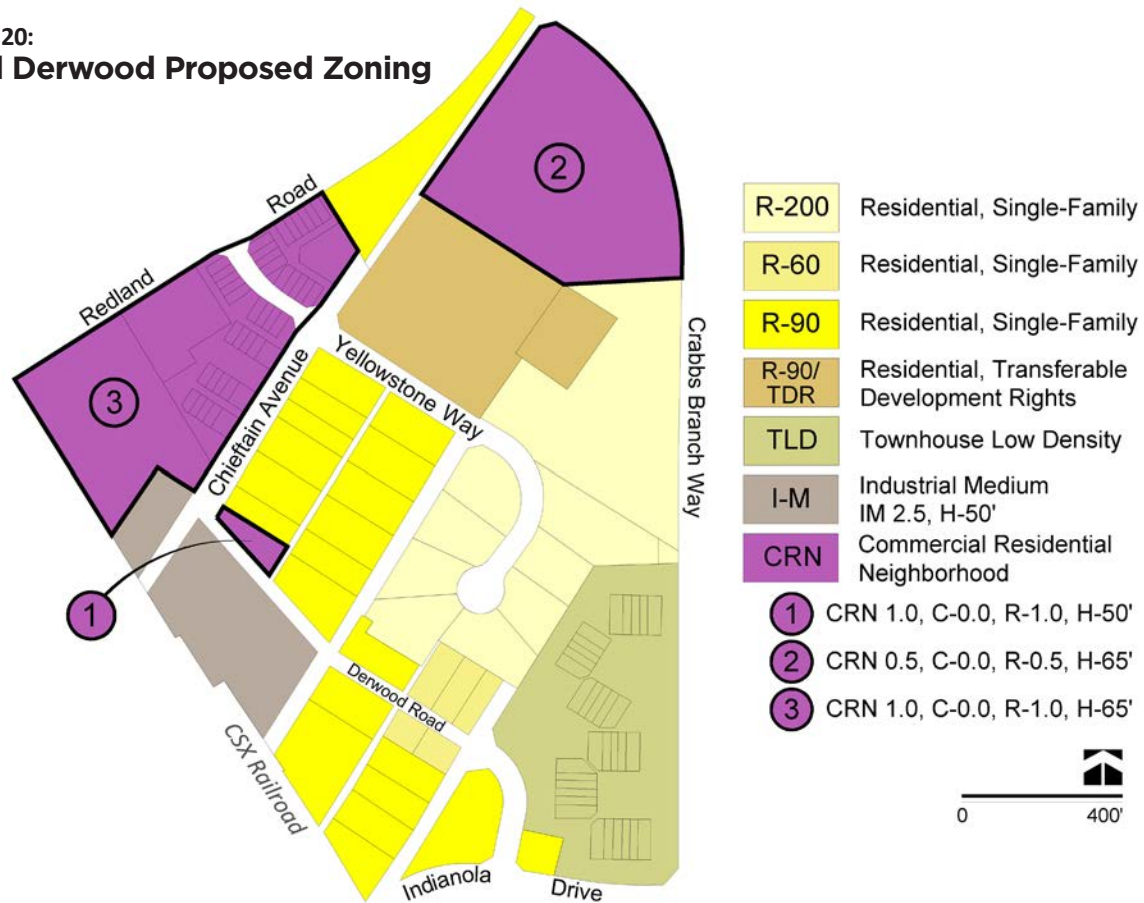 20:
Derwood Proposed Zoning
2
Road
Redland
3
Chieftain Avenue
Yellowstone Way
Crabbs Branch Way
1
Derwood Road
CSX Railroad
Indianola
Drive
R-200 Residential, Single-Family
R-60 Residential, Single-Family
R-90 Residential, Single-Family
R-90/
TDR
Residential, Transferable
Development Rights
TLD Townhouse Low Density
I-M
Industrial Medium
IM 2.5, H-50'
CRN
Commercial Residential
Neighborhood
1 CRN 1.0, C-0.0, R-1.0, H-50'
2 CRN 0.5, C-0.0, R-0.5, H-65'
3 CRN 1.0, C-0.0, R-1.0, H-65'
0 400'